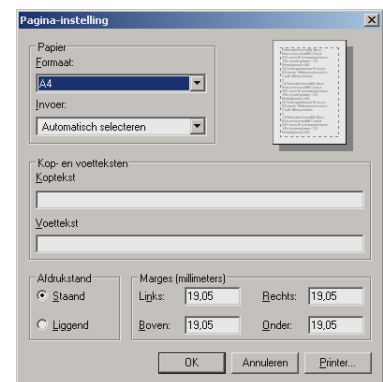 Pagina-instelling
Papier
Formaat:
A4
Invoer:
Automatisch selecteren
Kop- en voetteksten
Koptekst
Voettekst
Afdrukstand
Staand
Liggend
Marges (millimeters)
Links: 19,05 Rechts: 19,05
Boven: 19,05 Onder: 19,05
OK Annuleren Printer...